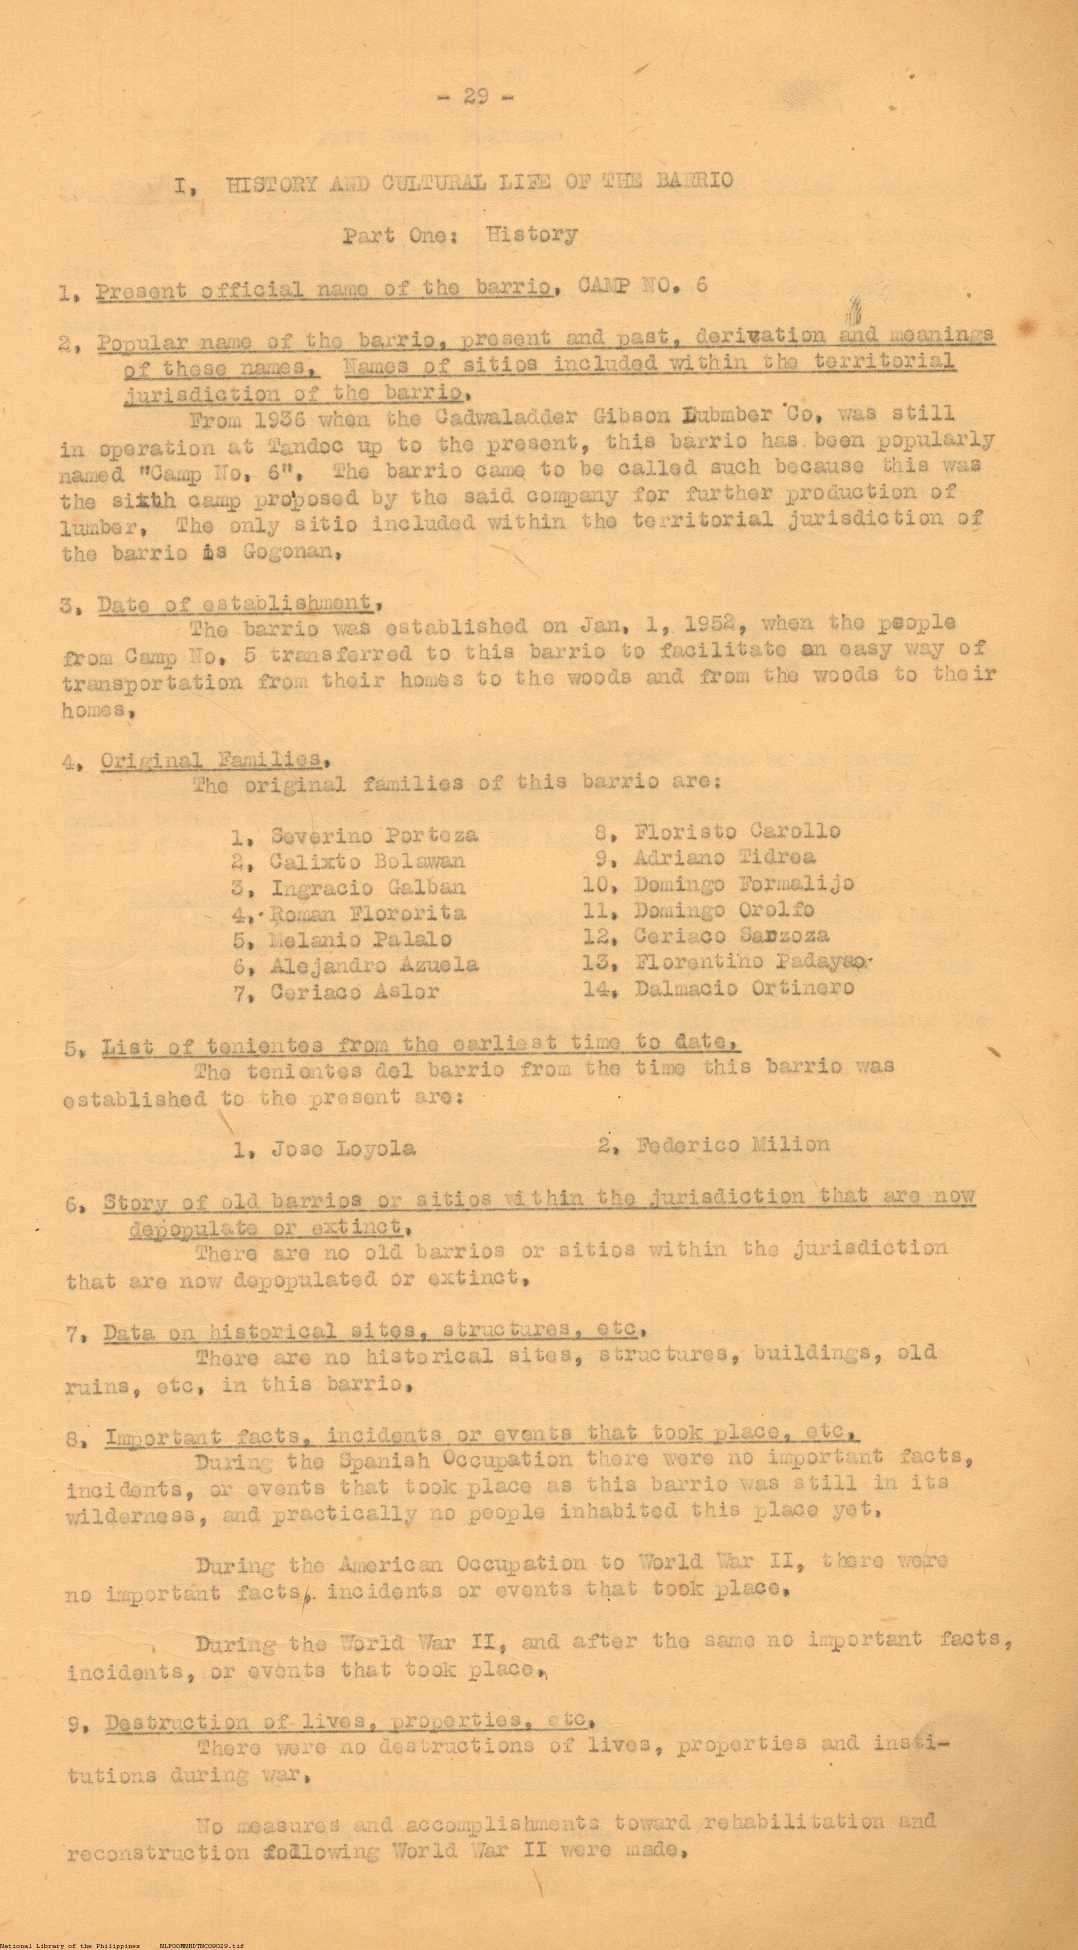 - 29 -
I. HISTORY AND CULTURAL LIFE OF THE BARRIO
Part One: History
1. Present official name of the barrio. CAMP NO. 6
2. Popular name of the barrio, present and past, derivation and meanings
of these names. Names of sitios included within the territorial
jurisdiction of the barrio.
From 1936 when the Cadwaladder Gibson Lubmber Co. was still
in operation at Tandoc up to the present, this barrio has been popularly
named "Camp No. 6". The barrio came to be called such because this was
the sixth camp proposed by the said company for further production of
lumber. The only sitio included within the territorial jurisdiction of
the barrio is Gogonan.
3. Date of establishment.
The barrio was established on Jan. 1, 1952, when the people
from Camp No. 5 transferred to this barrio to facilitate an easy way of
transportation from their homes to the woods and from the woods to their
homes.
4. Original Families.
The original families of this barrio are:
1. Severino Porteza
2. Calixto Bolawan
3. Ingracio Galban
4. Roman Flororita
5. Melanio Palalo
6. Alejandro Azuela
7. Ceriaco Aslor
8. Floristo Carollo
9. Adriano Tidrea
10. Domingo Formalijo
11. Domingo Orolfo
12. Ceriaco Sarzoza
13. Florentino Padayao
14. Dalmacio Ortinero
5. List of tenientes from the earliest time to date.
The tenientes del barrio from the time this barrio was
established to the present are:
1. Jose Loyola
2. Federico Milion
6. Story of old barrios or sitios within the jurisdiction that are now
depopulate or extinct.
There are no old barrios or sitios within the jurisdiction
that are now depopulated or extinct.
7. Data on historical sites, structures, etc.
There are no historical sites, structures, buildings, old
ruins, etc. in this barrio.
8. Important facts, incidents or events that took place, etc.
During the Spanish Occupation there were no important facts,
incidents, or events that took place as this barrio was still in its
wilderness, and practically no people inhabited this place yet.
During the American Occupation to World War II, there were
no important facts, incidents or events that took place.
During the World War II, and after the same no important facts,
incidents, or events that took place.
9. Destruction of lives, properties, etc.
There were no destructions of lives, properties and insti-
tutions during war.
No measures and accomplishments toward rehabilitation and
reconstruction following World War II were made.
National Library of the Philippines NLPOOMNHDTNC09029.tif